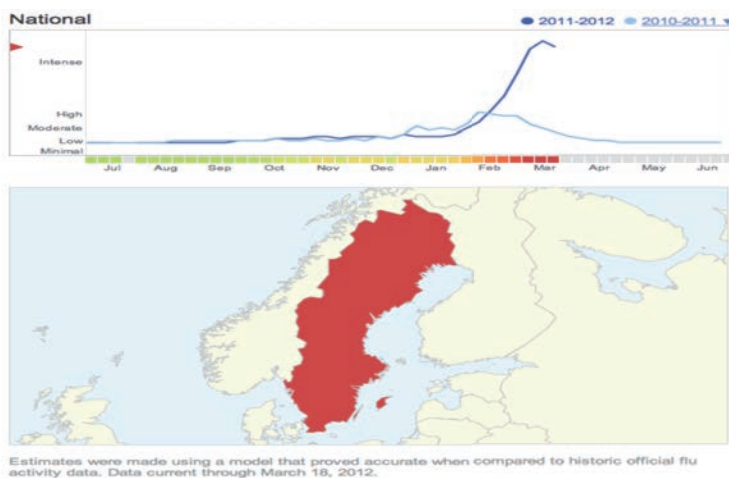 National
2011-2012 2010-2011
Intense
High
Moderate
Low
Minimal
Jul Aug Sep Oct Nov Dec Jan Feb Mar Apr May Jun
Estimates were made using a model that proved accurate when compared to historic official flu
activity data. Data current through March 18, 2012.